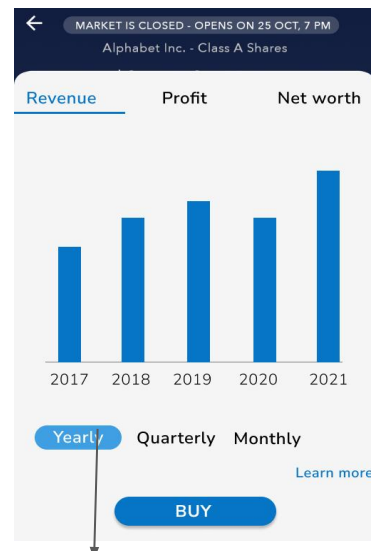 MARKET IS CLOSED - OPENS ON 25 OCT, 7 PM
Alphabet Inc. - Class A Shares
Revenue Profit Net worth
2017 2018 2019 2020 2021
Yearly Quarterly Monthly
Learn more
BUY